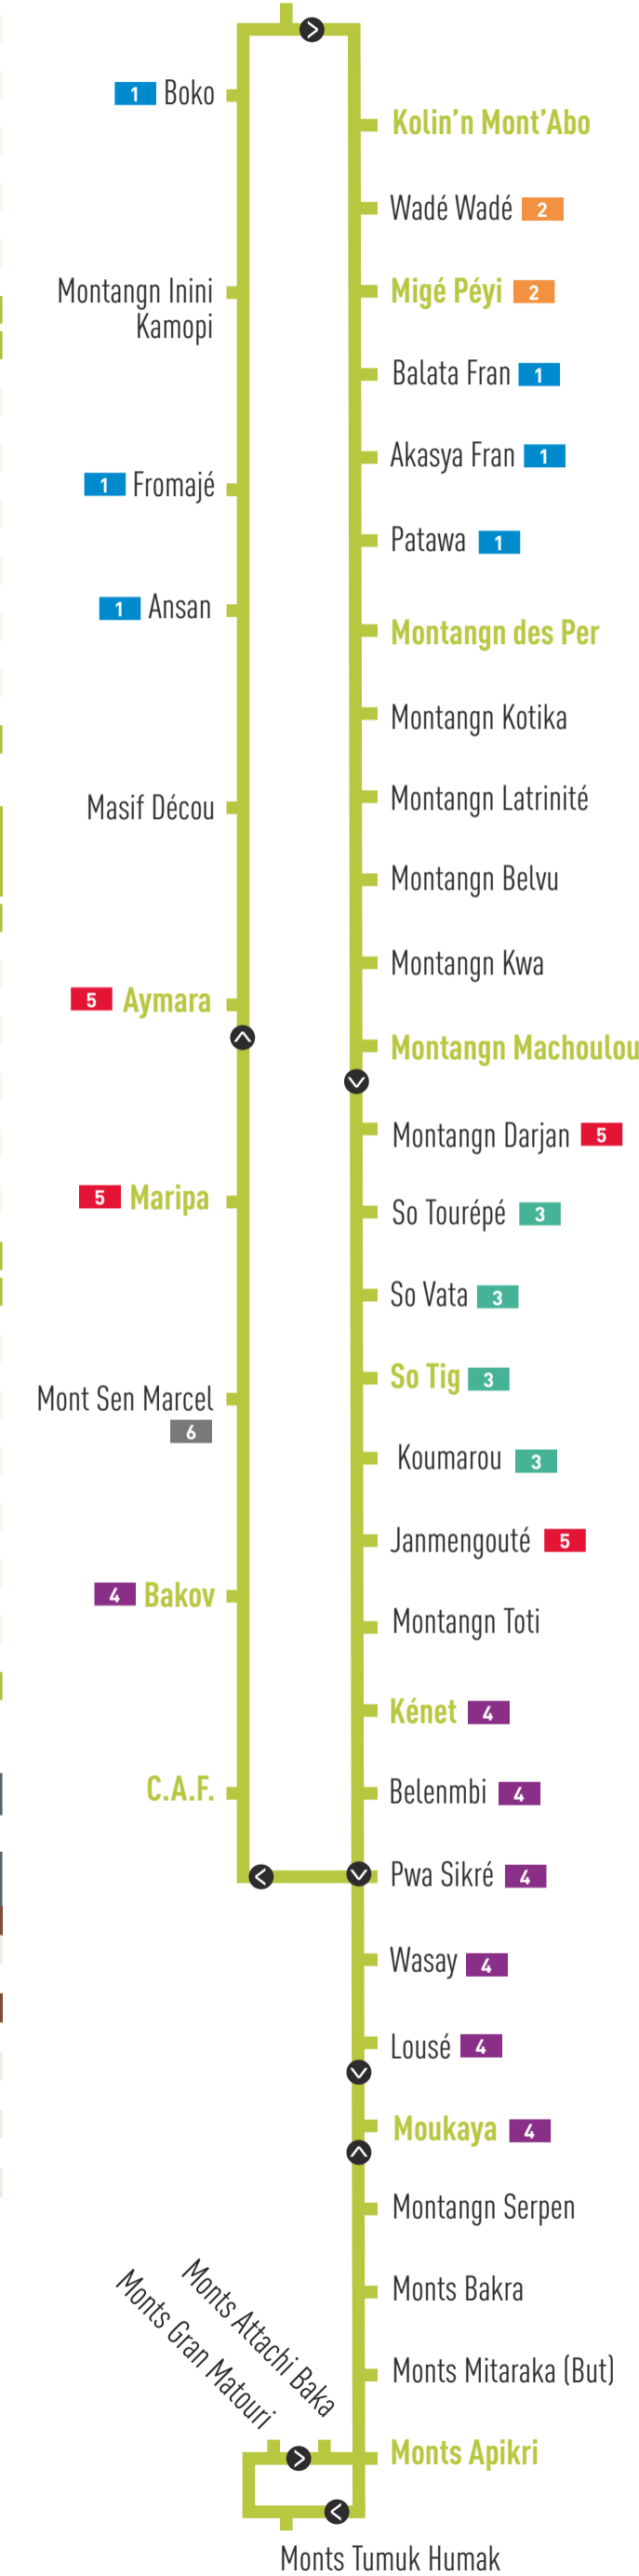 1 Boko
Kolin'n Mont'Abo
Wadé Wadé 2
Montangn Inini
Kamopi
Migé Péyi 2
Balata Fran 1
Akasya Fran 1
1 Fromajé
Patawa 1
1 Ansan
Montangn des Per
Montangn Kotika
Montangn Latrinité
Masif Décou
Montangn Belvu
Montangn Kwa
5 Aymara
Montangn Machoulou
Montangn Darjan 5
5 Maripa
So Tourépé 3
So Vata 3
So Tig 3
Mont Sen Marcel
6
Koumarou 3
Janmengouté 5
4 Bakov
Montangn Toti
Kénet 4
C.A.F.
Belenmbi 4
Pwa Sikré 4
Wasay 4
Lousé 4
Moukaya 4
Montangn Serpen
Monts Bakra
Monts Mitaraka (But)
Monts Attachi Baka
Monts Gran Matouri
Monts Apikri
Monts Tumuk Humak